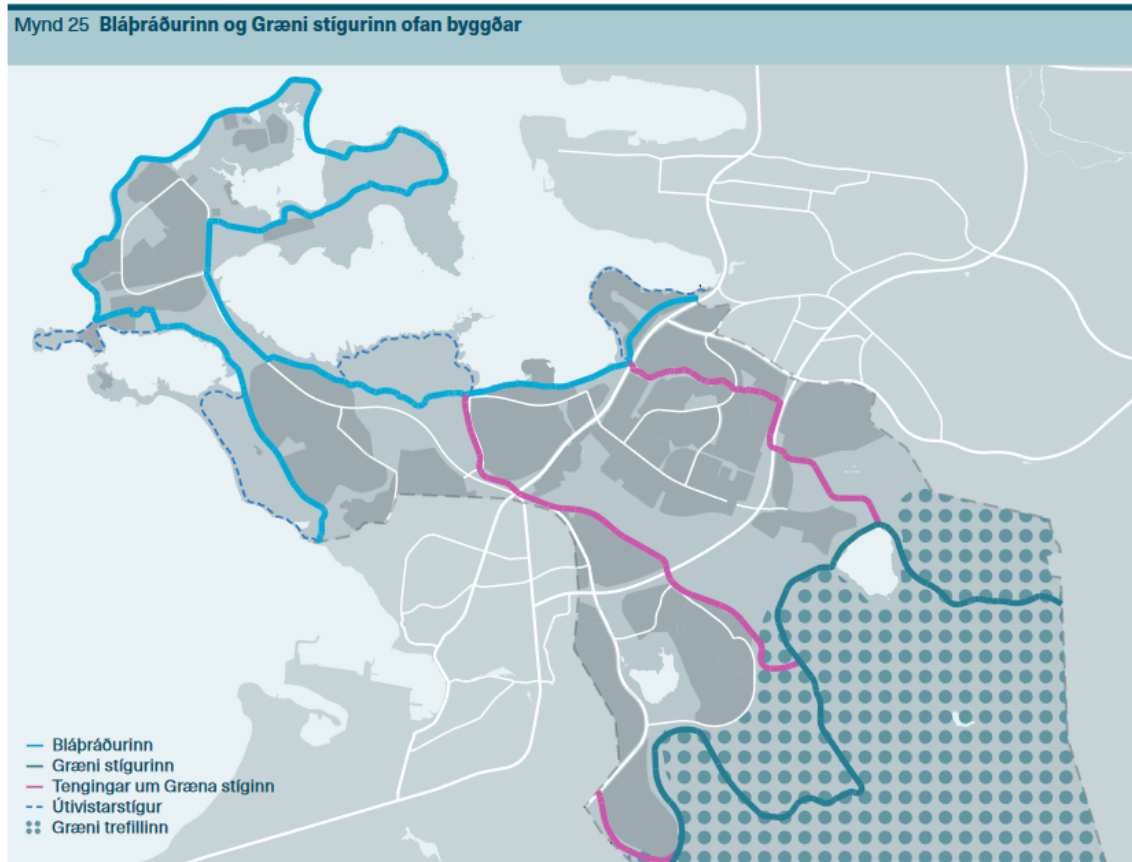 Mynd 25 Bláþráðurinn og Græni stígurinn ofan byggðar
Bláþráðurinn
Græni stígurinn
Tengingar um Græna stíginn
Útivistarstígur
Græni trefillinn